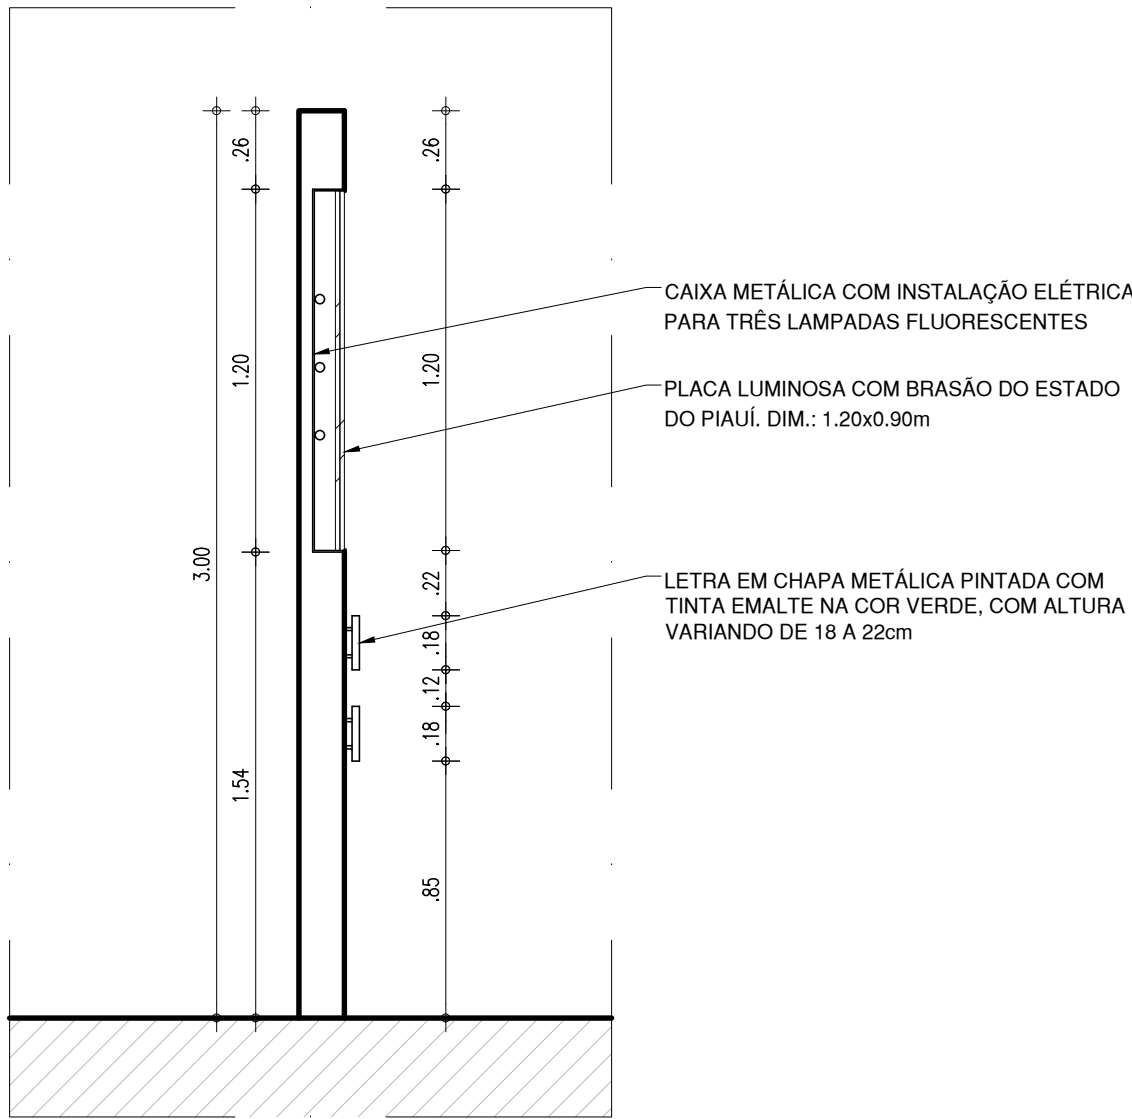 .26
.26
CAIXA METÁLICA COM INSTALAÇÃO ELÉTRICA
PARA TRÊS LAMPADAS FLUORESCENTES
1.20
1.20
PLACA LUMINOSA COM BRASÃO DO ESTADO
DO PIAUÍ. DIM.: 1.20x0.90m
3.00
.22
LETRA EM CHAPA METÁLICA PINTADA COM
TINTA EMALTE NA COR VERDE, COM ALTURA
VARIANDO DE 18 A 22cm
.18
.12
.18
1.54
.85